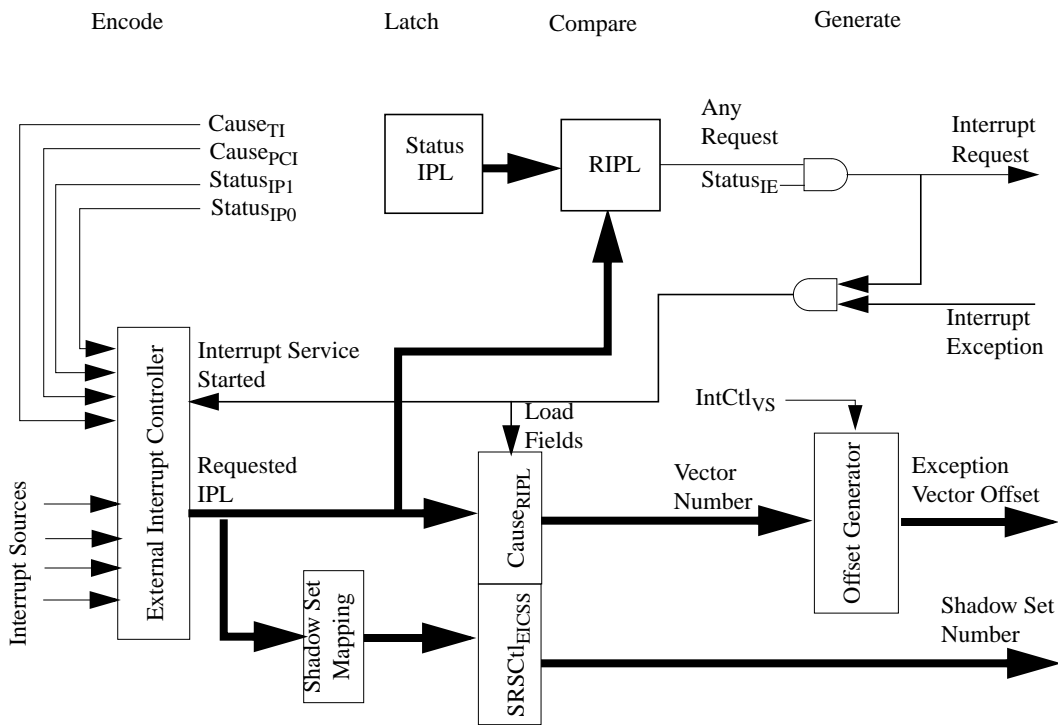 Encode
Latch
Compare
Generate
Cause_TI
Cause_PCI
Status_IP1
Status_IP0
Status
IPL
RIPL
Any
Request
Status_IE
Interrupt
Request
Interrupt
Exception
Interrupt Service
Started
Load
Fields
IntCtl_VS
External Interrupt Controller
Interrupt Sources
Requested
IPL
Cause_RIPL
Vector
Number
Offset Generator
Exception
Vector Offset
Shadow Set
Mapping
SRSCtl_EICSS
Shadow Set
Number